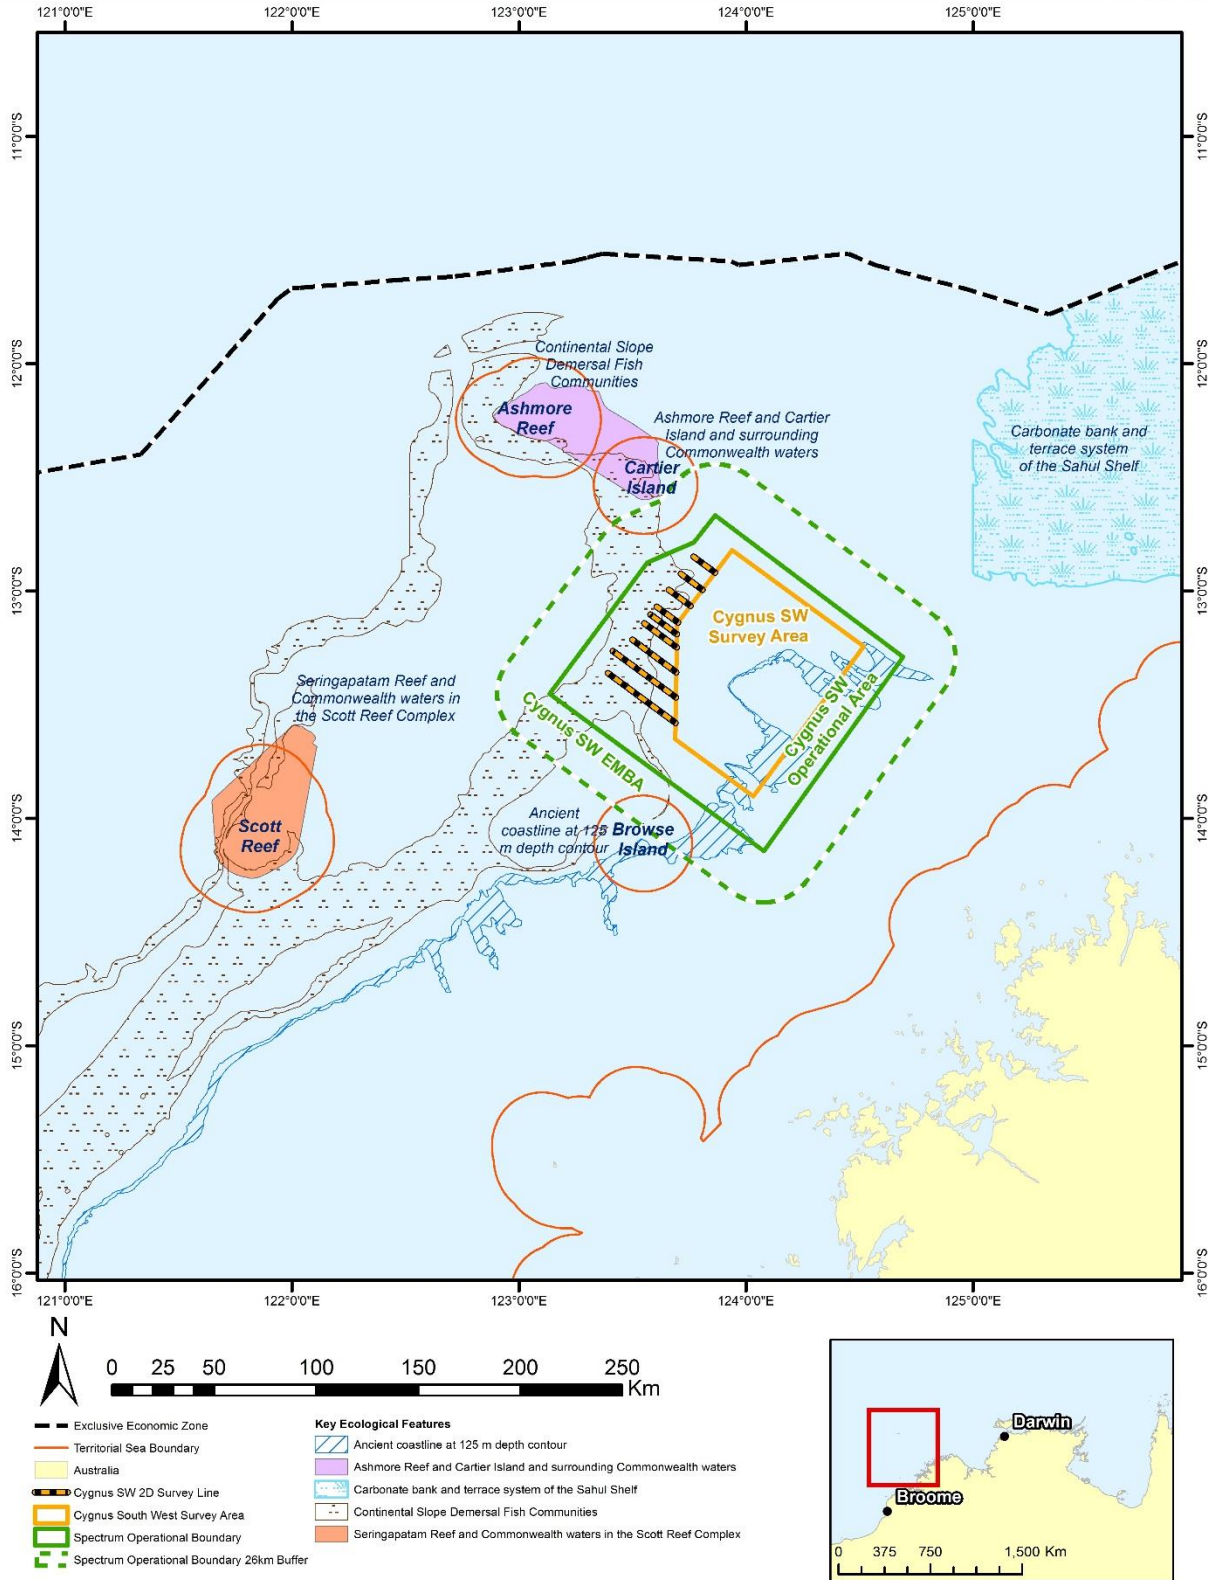 121°0'0"E
122°0'0"E
123°0'0"E
124°0'0"E
125°0'0"E
11°0'0"S
11°0'0"S
12°0'0"S
12°0'0"S
13°0'0"S
13°0'0"S
14°0'0"S
14°0'0"S
15°0'0"S
15°0'0"S
16°0'0"S
16°0'0"S
Continental Slope
Demersal Fish
Communities
Ashmore
Reef
Ashmore Reef and Cartier
Island and surrounding
Commonwealth waters
Cartier
Island
Carbonate bank and
terrace system
of the Sahul Shelf
Cygnus SW
Survey Area
Cygnus SW
Operational Area
Cygnus SW EMBA
Seringapatam Reef and
Commonwealth waters in
the Scott Reef Complex
Scott
Reef
Ancient
coastline at 125
m depth contour
Browse
Island
121°0'0"E
122°0'0"E
123°0'0"E
124°0'0"E
125°0'0"E
N
0 25 50 100 150 200 250
Km
Exclusive Economic Zone
Territorial Sea Boundary
Australia
Cygnus SW 2D Survey Line
Cygnus South West Survey Area
Spectrum Operational Boundary
Spectrum Operational Boundary 26km Buffer
Key Ecological Features
Ancient coastline at 125 m depth contour
Ashmore Reef and Cartier Island and surrounding Commonwealth waters
Carbonate bank and terrace system of the Sahul Shelf
Continental Slope Demersal Fish Communities
Seringapatam Reef and Commonwealth waters in the Scott Reef Complex
Darwin
Broome
0 375 750 1,500 Km